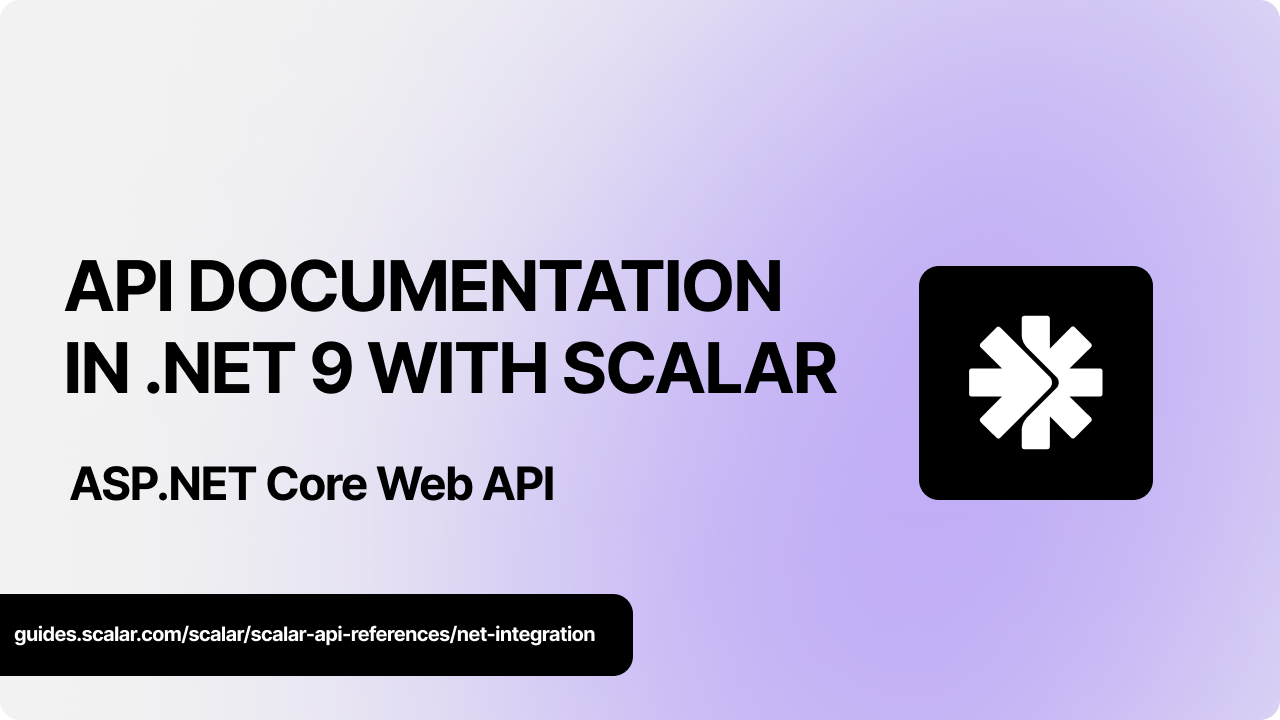 API DOCUMENTATION
IN .NET 9 WITH SCALAR
ASP.NET Core Web API
guides.scalar.com/scalar/scalar-api-references/net-integration